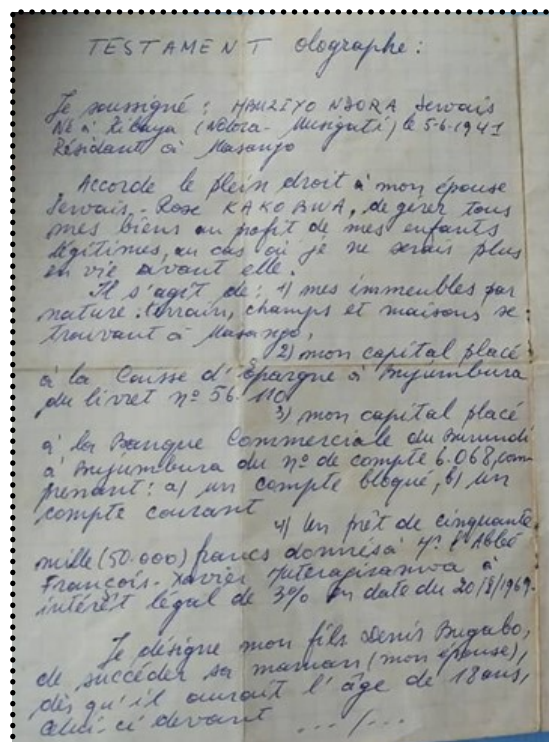 TESTAMENT olographe:
Je soussigné: Servais
Né à Kibaya (Ndora-Musigati) le 5-6-1941
Résidant à Masango
Accorde le plein droit à mon épouse
Servais-Rose KAKOBWA, de gérer tous
mes biens au profit de mes enfants
légitimes, au cas où je ne serais plus
en vie avant elle.
Il s'agit de: 1) mes immeubles par
nature: terrain, champs et maisons se
trouvant à Masango,
2) mon capital placé
à la Caisse d'Epargne à Bujumbura
du livret n° 56.110
3) mon capital placé
à la Banque Commerciale du Burundi
à Bujumbura du n° de compte 6.068, com
prenant: a) un compte bloqué, b) un
compte courant
4) Un prêt de cinquante
mille (50.000) francs donnés à l'Abbé
François-Xavier à
intérêt légal de 3% en date du 20/8/1969.
Je désigne mon fils Denis Bugabo,
de succéder sa maman (mon épouse),
dès qu'il aurait l'âge de 18 ans,
celui-ci devant .../...